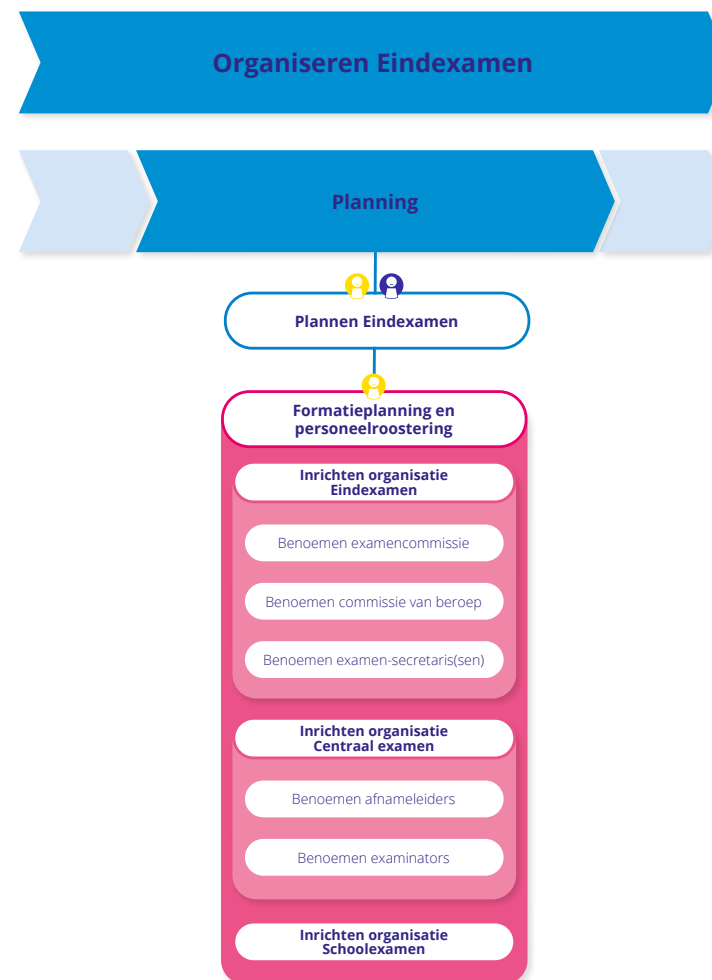 Organiseren Eindexamen
Planning
Plannen Eindexamen
Formatieplanning en
personeelroostering
Inrichten organisatie
Eindexamen
Benoemen examencommissie
Benoemen commissie van beroep
Benoemen examen-secretaris(sen)
Inrichten organisatie
Centraal examen
Benoemen afnameleiders
Benoemen examinators
Inrichten organisatie
Schoolexamen